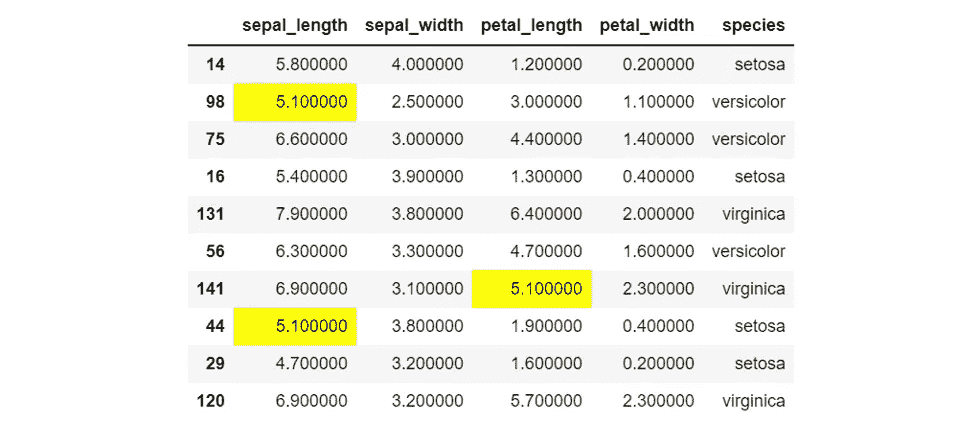 sepal_length sepal_width petal_length petal_width species
14 5.800000 4.000000 1.200000 0.200000 setosa
98 5.100000 2.500000 3.000000 1.100000 versicolor
75 6.600000 3.000000 4.400000 1.400000 versicolor
16 5.400000 3.900000 1.300000 0.400000 setosa
131 7.900000 3.800000 6.400000 2.000000 virginica
56 6.300000 3.300000 4.700000 1.600000 versicolor
141 6.900000 3.100000 5.100000 2.300000 virginica
44 5.100000 3.800000 1.900000 0.400000 setosa
29 4.700000 3.200000 1.600000 0.200000 setosa
120 6.900000 3.200000 5.700000 2.300000 virginica